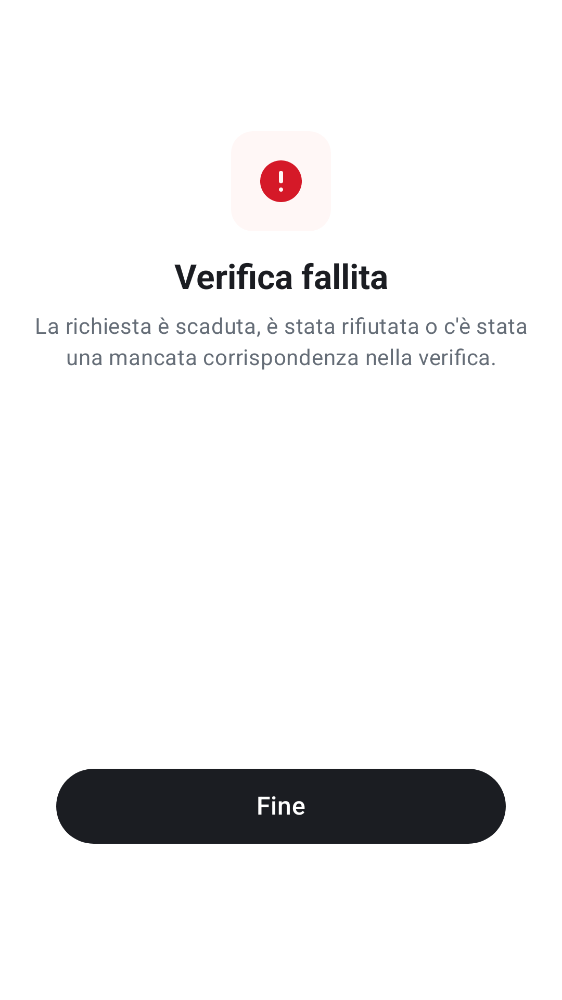 Verifica fallita
La richiesta è scaduta, è stata rifiutata o c'è stata
una mancata corrispondenza nella verifica.
Fine